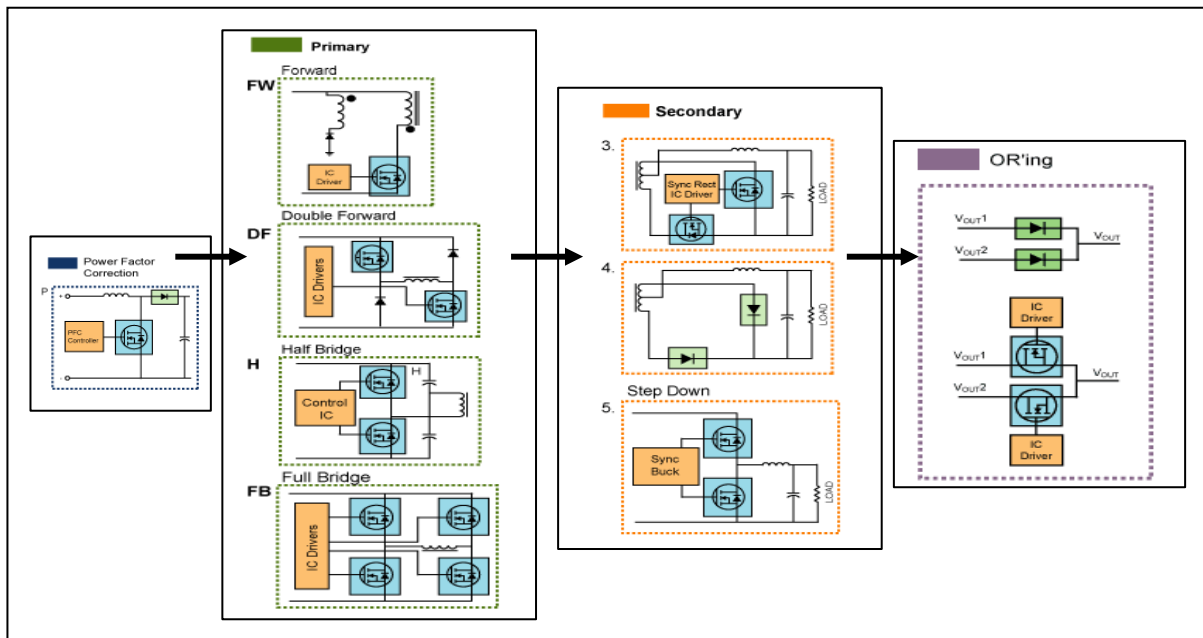 Power Factor
Correction
P
+
PFC
Controller
-
Primary
Forward
FW
IC
Driver
Double Forward
DF
IC Drivers
Half Bridge
H
H
Control
IC
Full Bridge
FB
IC Drivers
Secondary
3.
Sync Rect
IC Driver
LOAD
4.
LOAD
Step Down
5.
Sync
Buck
LOAD
OR'ing
VOUT1
VOUT
VOUT2
IC
Driver
VOUT1
VOUT
VOUT2
IC
Driver